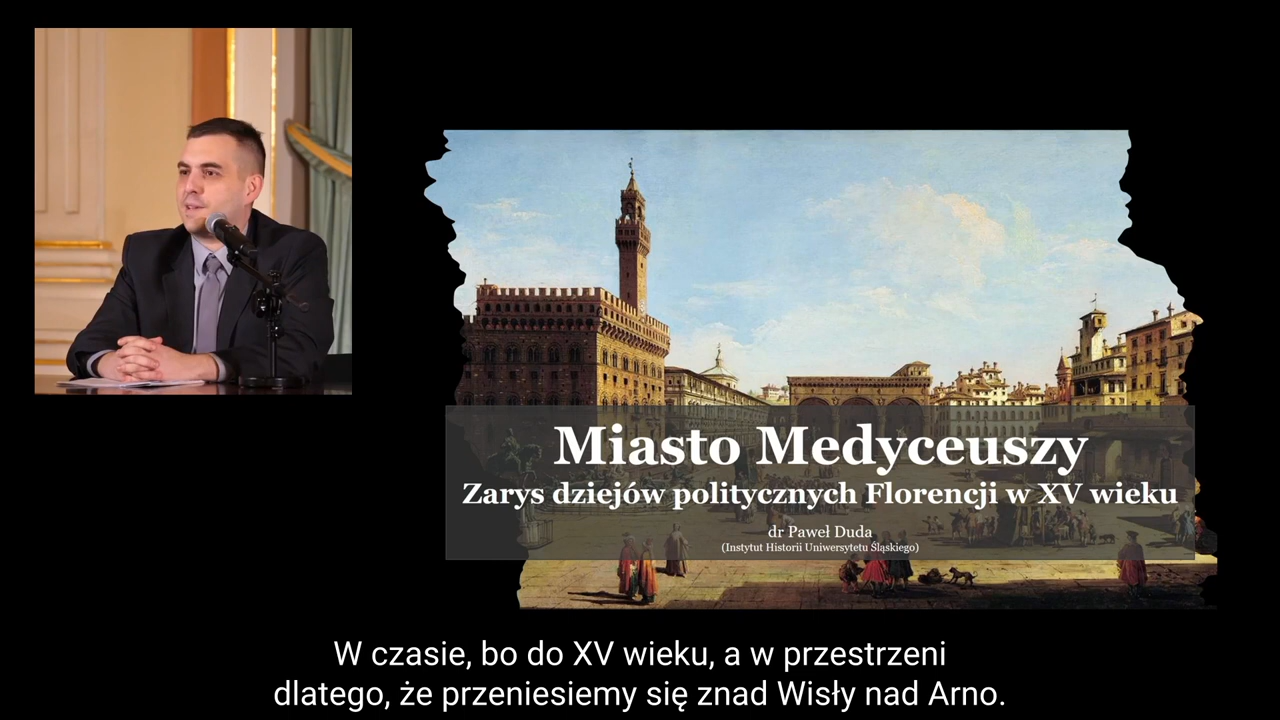 Miasto Medyceuszy
Zarys dziejów politycznych Florencji w XV wieku
dr Paweł Duda
(Instytut Historii Uniwersytetu Śląskiego)
W czasie, bo do XV wieku, a w przestrzeni
dlatego, że przeniesiemy się znad Wisły nad Arno.